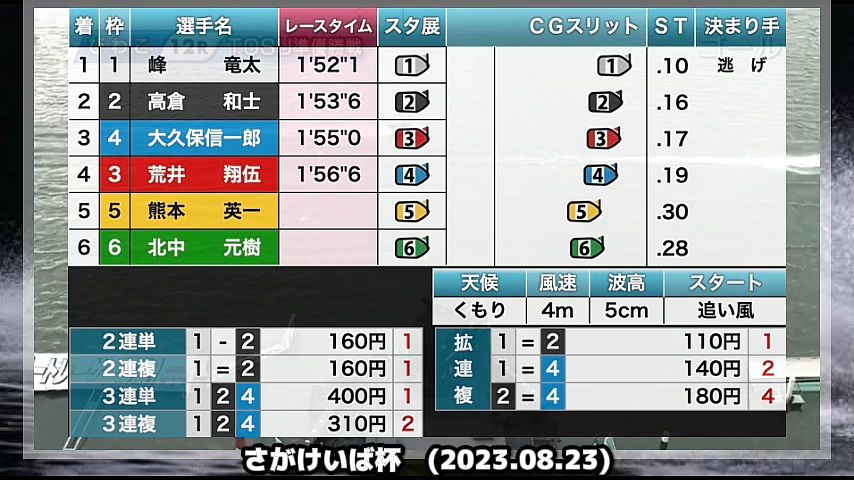 着 枠 選手名 レースタイム スタ展 CGスリット ST 決まり手
1 1 峰 竜太 1'52"1 1 1 .10 逃げ
2 2 高倉 和士 1'53"6 2 2 .16
3 4 大久保信一郎 1'55"0 3 3 .17
4 3 荒井 翔伍 1'56"6 4 4 .19
5 5 熊本 英一 5 5 .30
6 6 北中 元樹 6 6 .28
天候 風速 波高 スタート
くもり 4m 5cm 追い風
2連単 1-2 160円 1
2連複 1=2 160円 1
3連単 1 2 4 400円 1
3連複 1 2 4 310円 2
拡 1=2 110円 1
連 1=4 140円 2
複 2=4 180円 4
さがけいば杯 (2023.08.23)